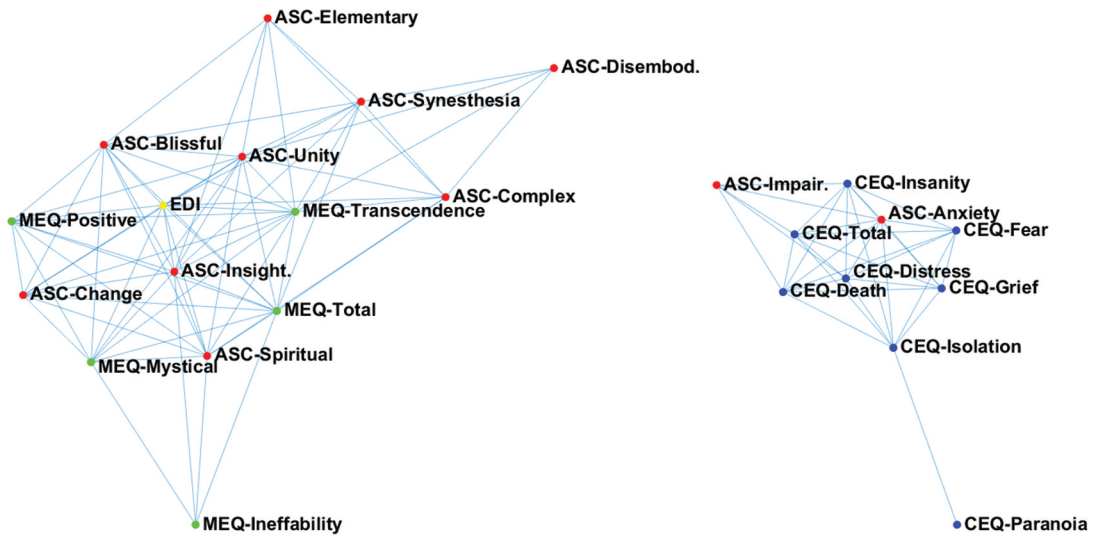 ASC-Elementary
ASC-Disembod.
ASC-Synesthesia
ASC-Blissful
ASC-Unity
ASC-Complex
EDI
MEQ-Transcendence
MEQ-Positive
ASC-Insight.
ASC-Change
MEQ-Total
ASC-Spiritual
MEQ-Mystical
MEQ-Ineffability
ASC-Impair.
CEQ-Insanity
ASC-Anxiety
CEQ-Total
CEQ-Fear
CEQ-Distress
CEQ-Death
CEQ-Grief
CEQ-Isolation
CEQ-Paranoia